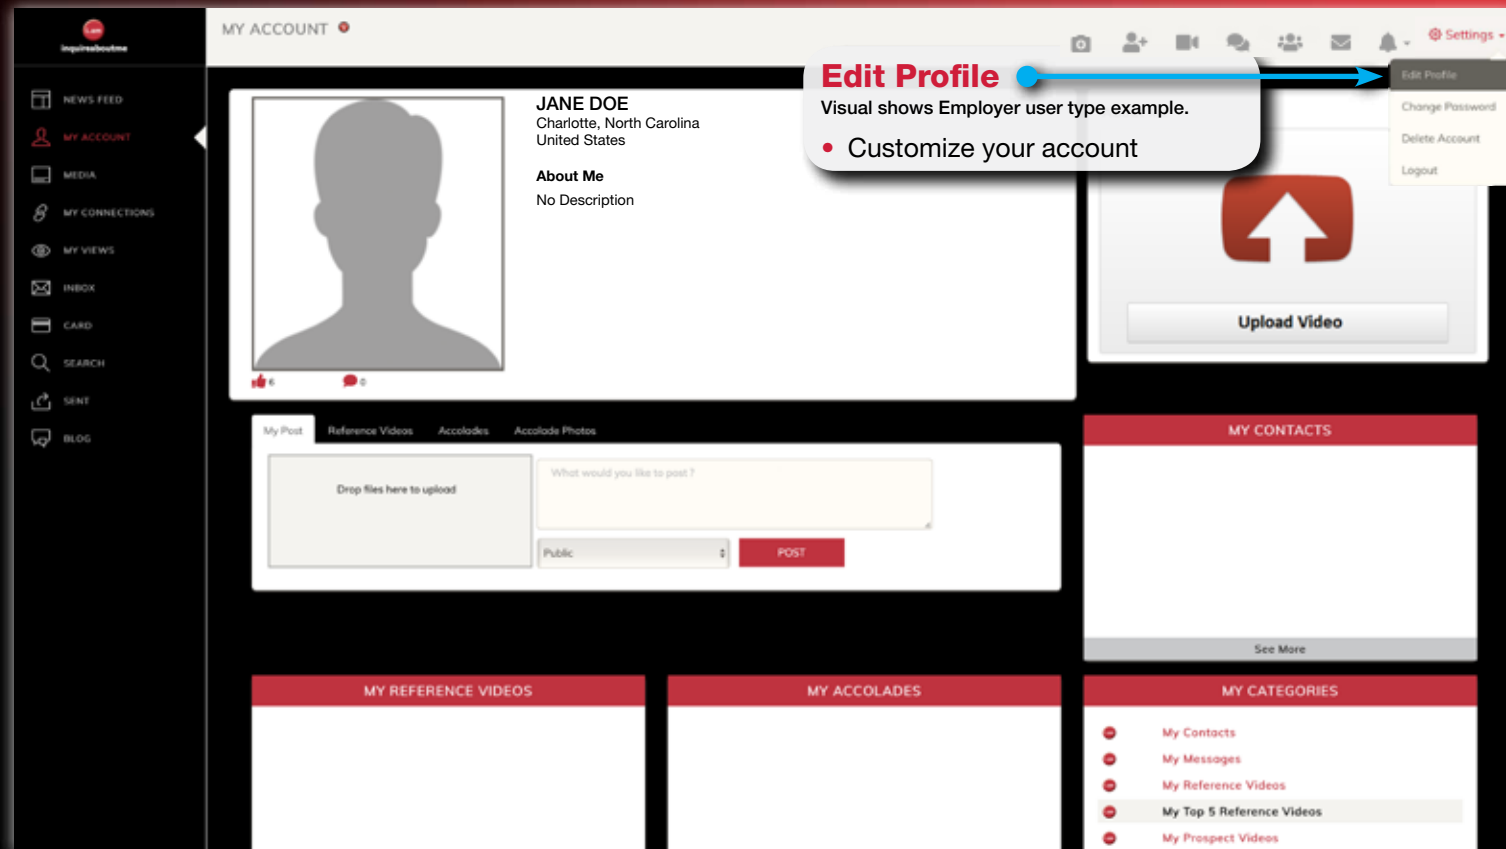 I am
inquireaboutme
MY ACCOUNT
Settings
Edit Profile
Change Password
Delete Account
Logout
Edit Profile
Visual shows Employer user type example.
• Customize your account
NEWS FEED
MY ACCOUNT
MEDIA
MY CONNECTIONS
MY VIEWS
INBOX
CARD
SEARCH
SENT
BLOG
JANE DOE
Charlotte, North Carolina
United States
About Me
No Description
6
0
Upload Video
My Post Reference Videos Accolades Accolade Photos
Drop files here to upload
What would you like to post ?
Public
POST
MY CONTACTS
See More
MY REFERENCE VIDEOS
MY ACCOLADES
MY CATEGORIES
My Contacts
My Messages
My Reference Videos
My Top 5 Reference Videos
My Prospect Videos